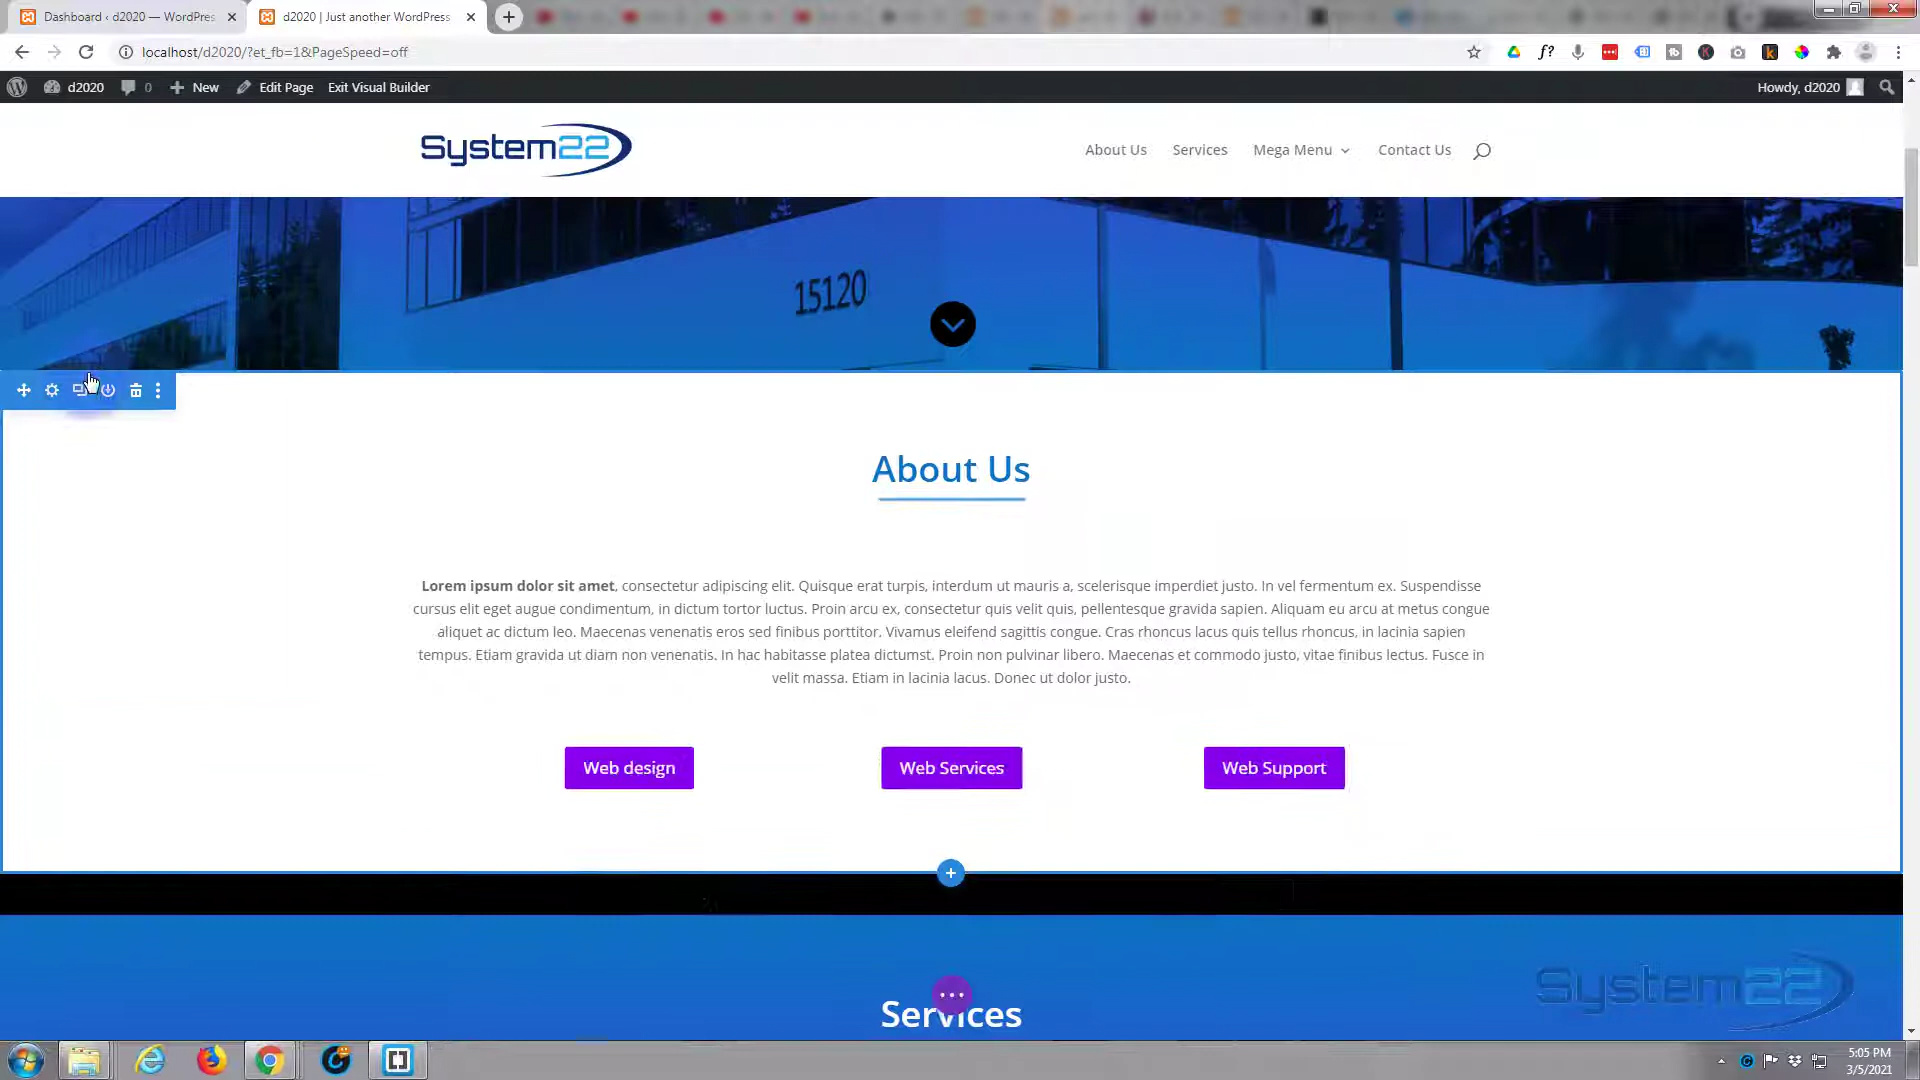 Dashboard ‹ d2020 — WordPres
d2020 | Just another WordPress
localhost/d2020/?et_fb=1&PageSpeed=off
d2020
0
New
Edit Page
Exit Visual Builder
Howdy, d2020
System22
About Us
Services
Mega Menu
Contact Us
15120
About Us
Lorem ipsum dolor sit amet, consectetur adipiscing elit. Quisque erat turpis, interdum ut mauris a, scelerisque imperdiet justo. In vel fermentum ex. Suspendisse
cursus elit eget augue condimentum, in dictum tortor luctus. Proin arcu ex, consectetur quis velit quis, pellentesque gravida sapien. Aliquam eu arcu at metus congue
aliquet ac dictum leo. Maecenas venenatis eros sed finibus porttitor. Vivamus eleifend sagittis congue. Cras rhoncus lacus quis tellus rhoncus, in lacinia sapien
tempus. Etiam gravida ut diam non venenatis. In hac habitasse platea dictumst. Proin non pulvinar libero. Maecenas et commodo justo, vitae finibus lectus. Fusce in
velit massa. Etiam in lacinia lacus. Donec ut dolor justo.
Web design
Web Services
Web Support
Services
System22
5:05 PM
3/5/2021